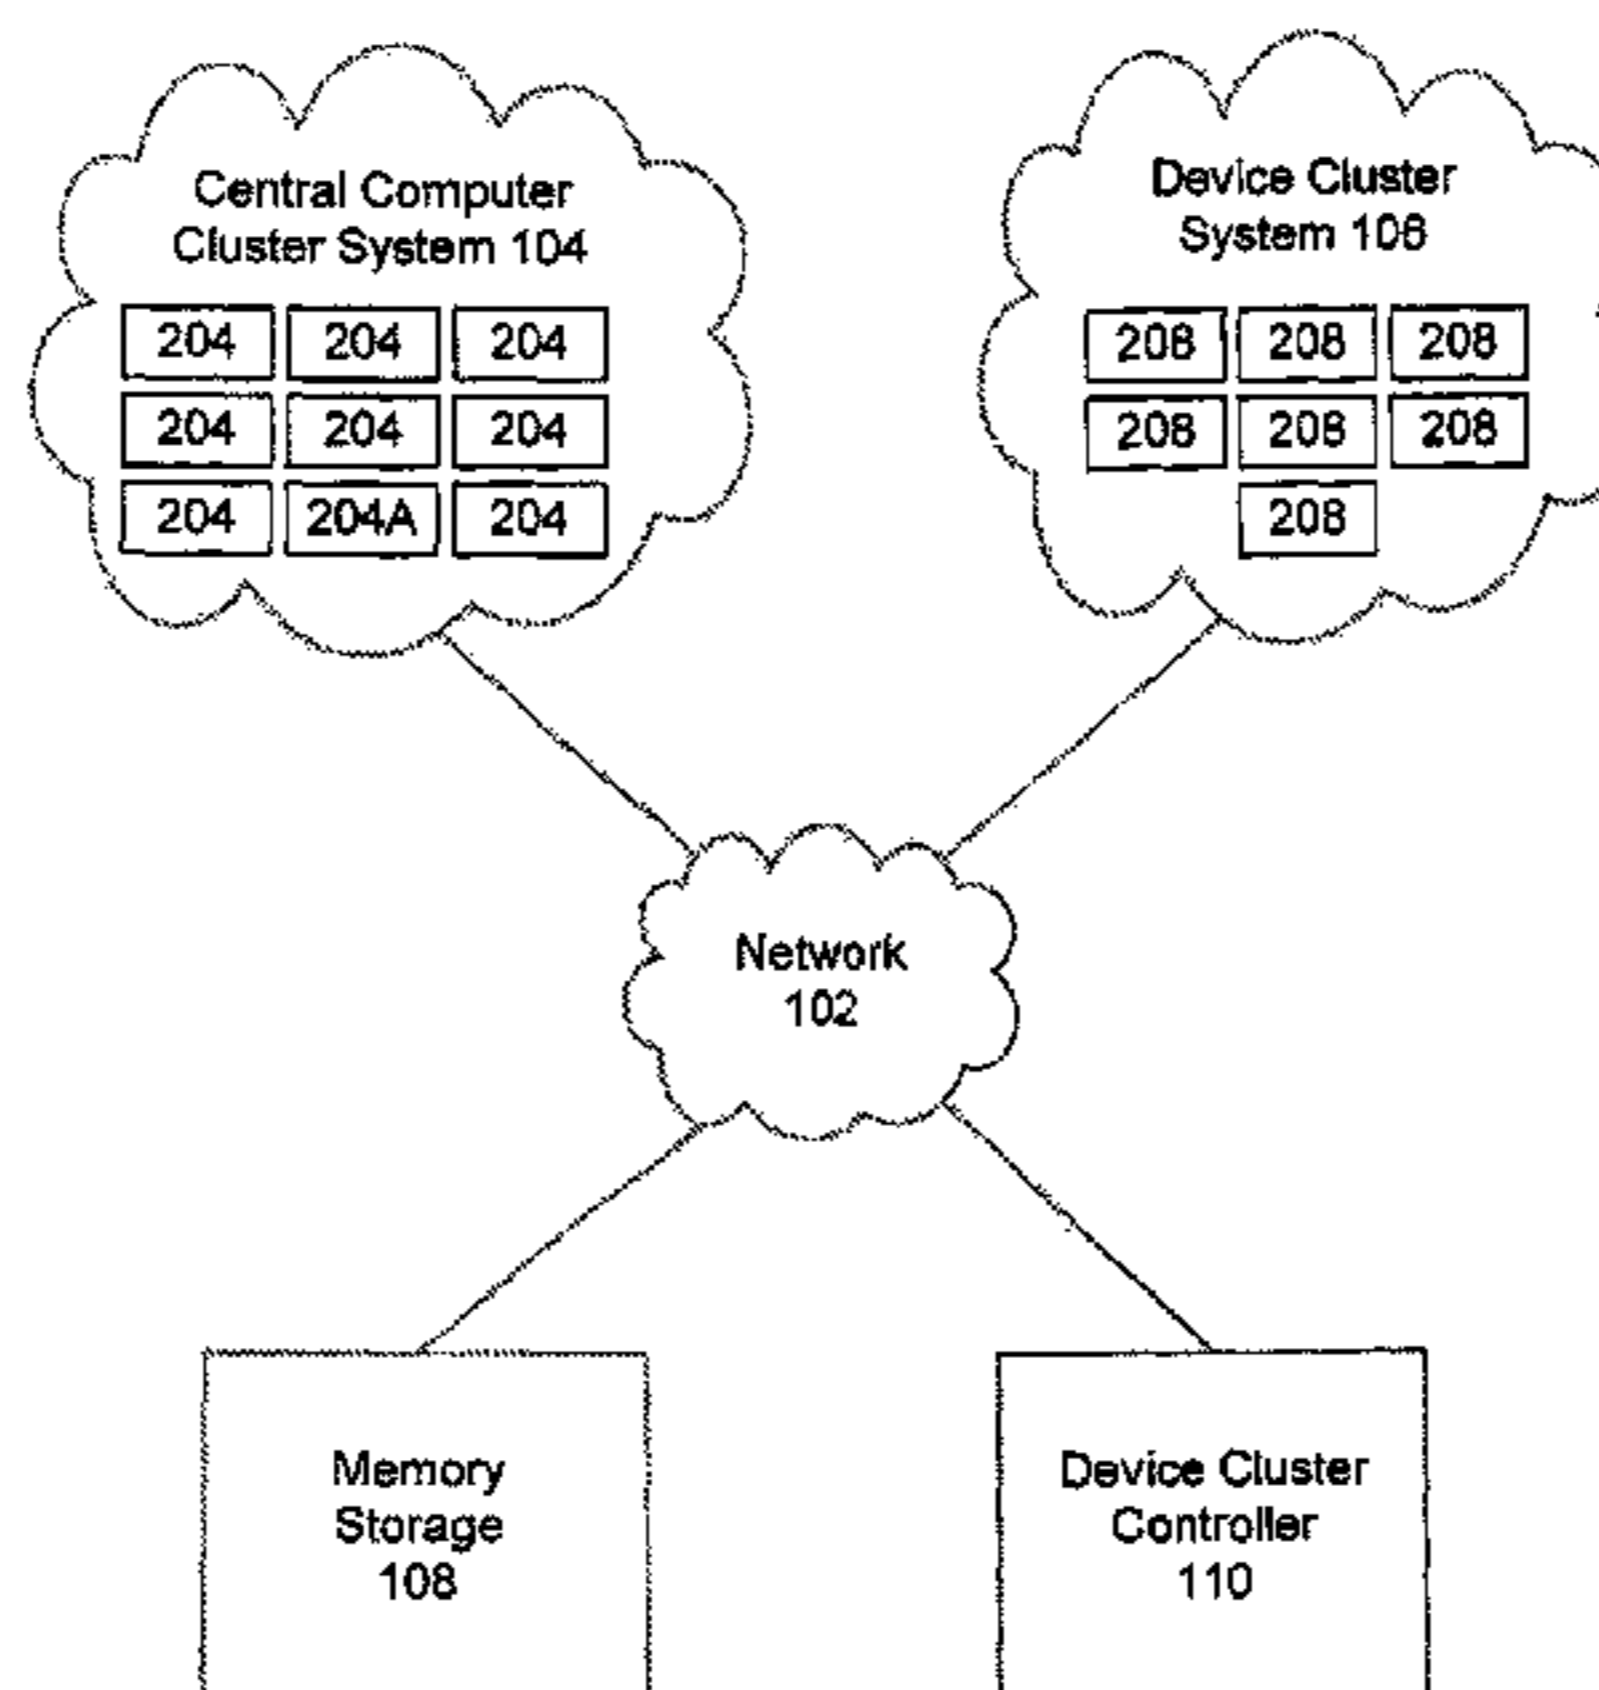 Central Computer
Cluster System 104
204 204 204
204 204 204
204 204A 204
Device Cluster
System 106
208 208 208
208 208 208
208
Network
102
Memory
Storage
108
Device Cluster
Controller
110